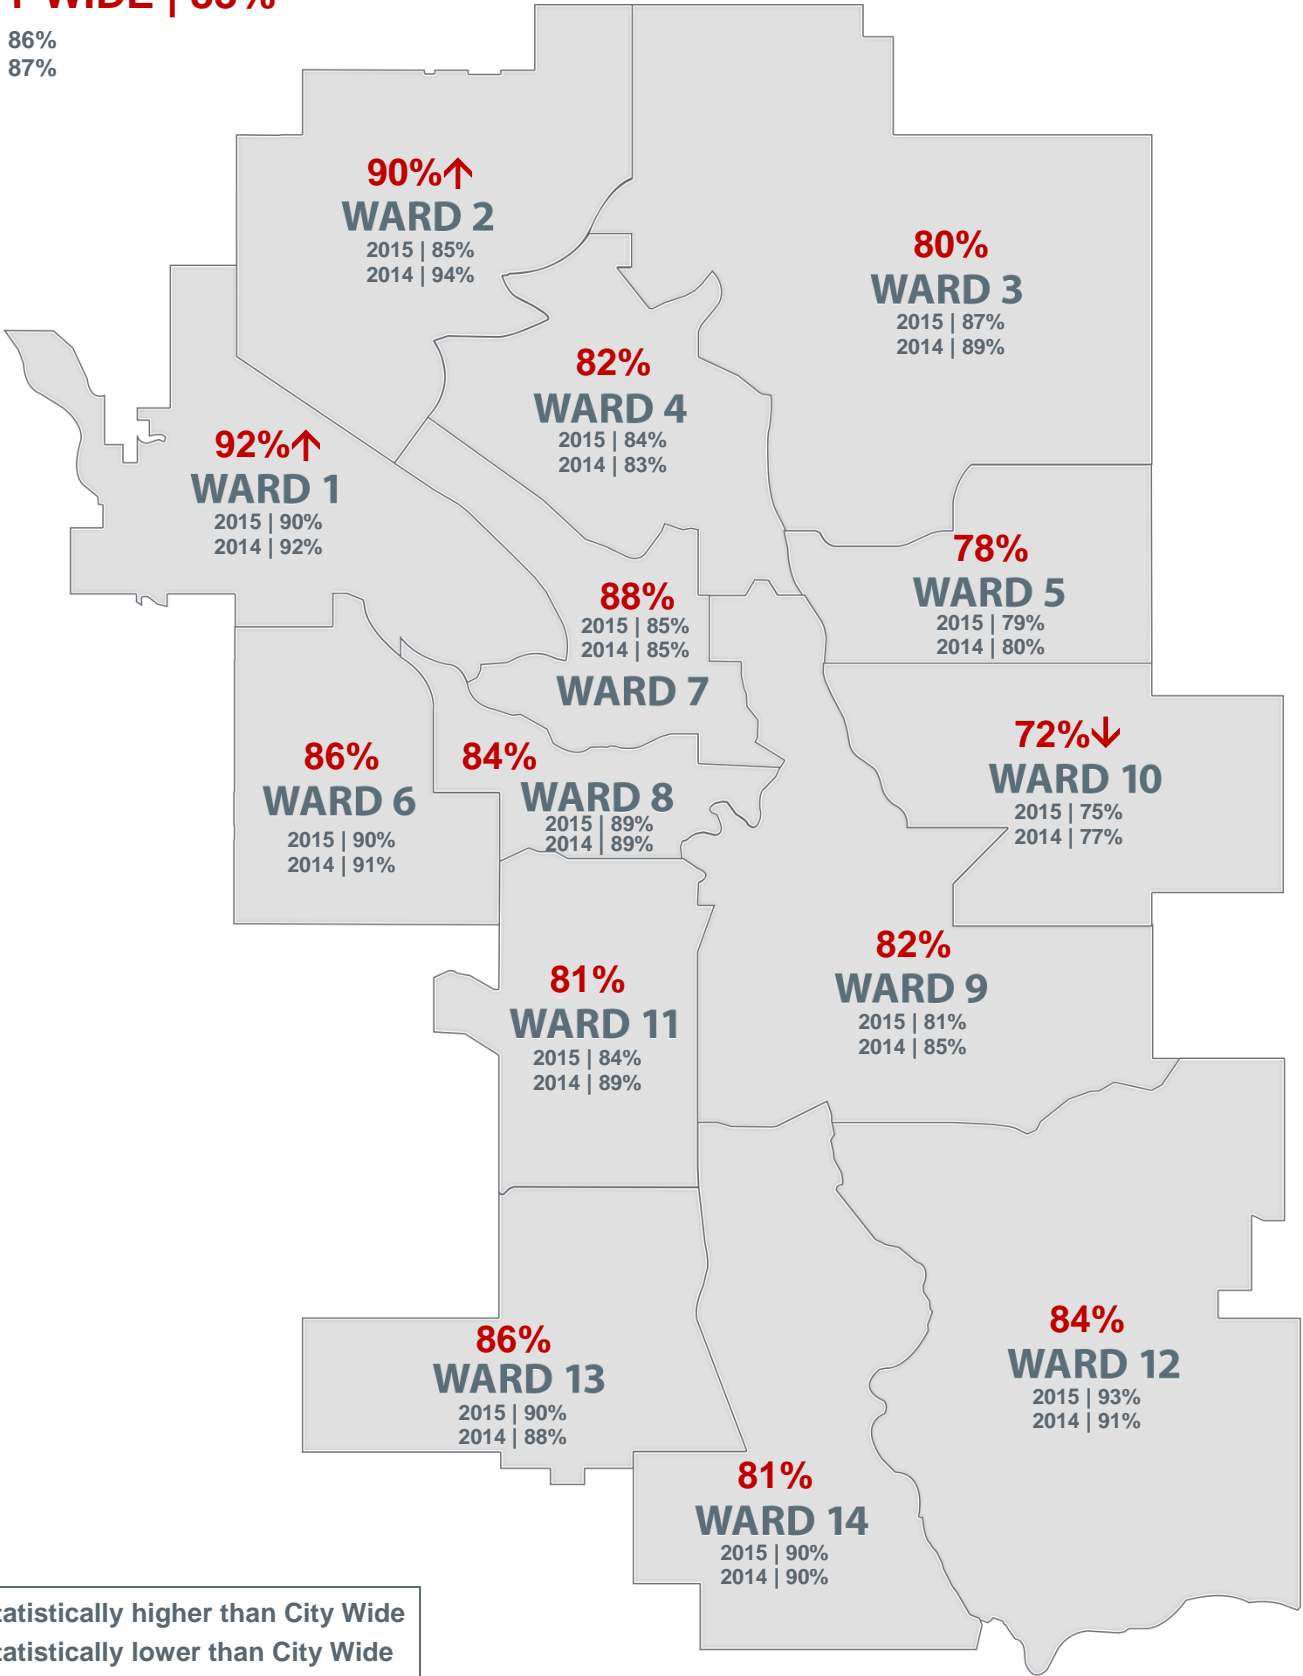 WIDE |
86%
87%
90%↑
WARD 2
2015 | 85%
2014 | 94%
80%
WARD 3
2015 | 87%
2014 | 89%
82%
WARD 4
2015 | 84%
2014 | 83%
92%↑
WARD 1
2015 | 90%
2014 | 92%
78%
WARD 5
2015 | 79%
2014 | 80%
88%
2015 | 85%
2014 | 85%
WARD 7
72%↓
WARD 10
2015 | 75%
2014 | 77%
86%
WARD 6
2015 | 90%
2014 | 91%
84%
WARD 8
2015 | 89%
2014 | 89%
82%
WARD 9
2015 | 81%
2014 | 85%
81%
WARD 11
2015 | 84%
2014 | 89%
84%
WARD 12
2015 | 93%
2014 | 91%
86%
WARD 13
2015 | 90%
2014 | 88%
81%
WARD 14
2015 | 90%
2014 | 90%
tatistically higher than City Wide
tatistically lower than City Wide